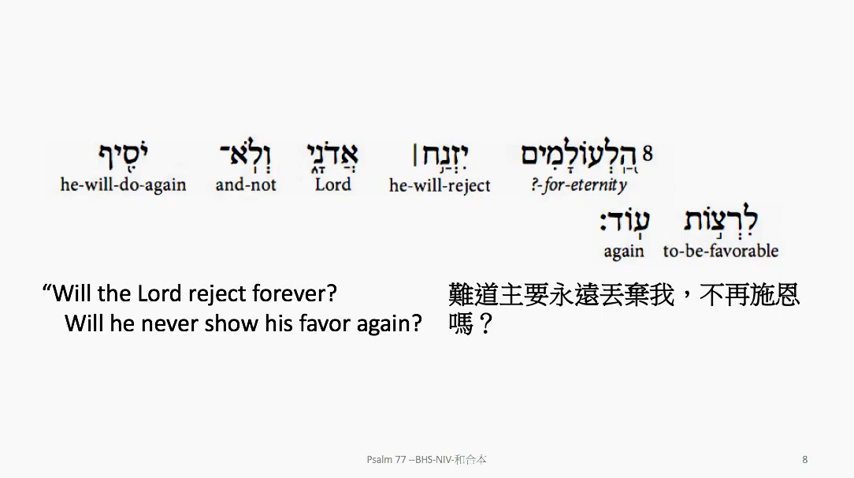 8 הַֽ֭לְעוֹלָמִים יִזְנַ֥ח ׀ אֲדֹנָ֑י וְלֹֽא־ יֹסִ֖יף
he-will-do-again and-not Lord he-will-reject ?-for-eternity
לִרְצ֣וֹת עֽוֹד׃
again to-be-favorable
“Will the Lord reject forever?
Will he never show his favor again?
難道主要永遠丟棄我，不再施恩
嗎？
Psalm 77 --BHS-NIV-和合本
8